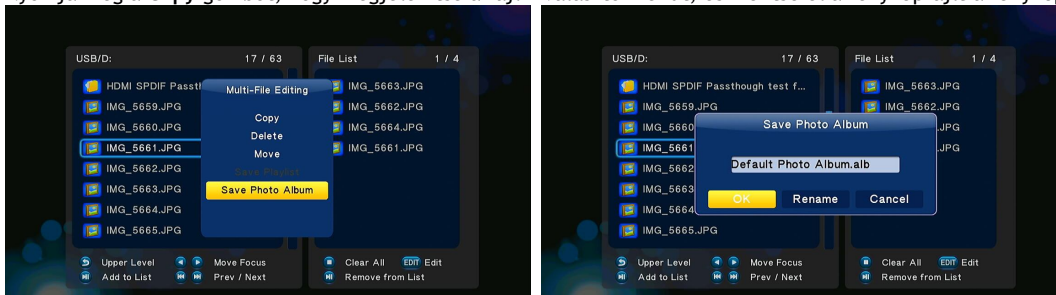 USB/D: 17 / 63 File List 1 / 4
HDMI SPDIF Passth
IMG_5659.JPG
IMG_5660.JPG
IMG_5661.JPG
IMG_5662.JPG
IMG_5663.JPG
IMG_5664.JPG
IMG_5665.JPG
Multi-File Editing
Copy
Delete
Move
Save Playlist
Save Photo Album
IMG_5663.JPG
IMG_5662.JPG
IMG_5664.JPG
IMG_5661.JPG
Upper Level Move Focus Clear All EDIT Edit
Add to List Prev / Next Remove from List
USB/D: 17 / 63 File List 1 / 4
HDMI SPDIF Passthough test f...
IMG_5659.JPG
IMG_5660
IMG_5661
IMG_5662
IMG_5663
IMG_5664
IMG_5665.JPG
Save Photo Album
Default Photo Album.alb
OK Rename Cancel
IMG_5663.JPG
IMG_5662.JPG
.JPG
.JPG
Upper Level Move Focus Clear All EDIT Edit
Add to List Prev / Next Remove from List